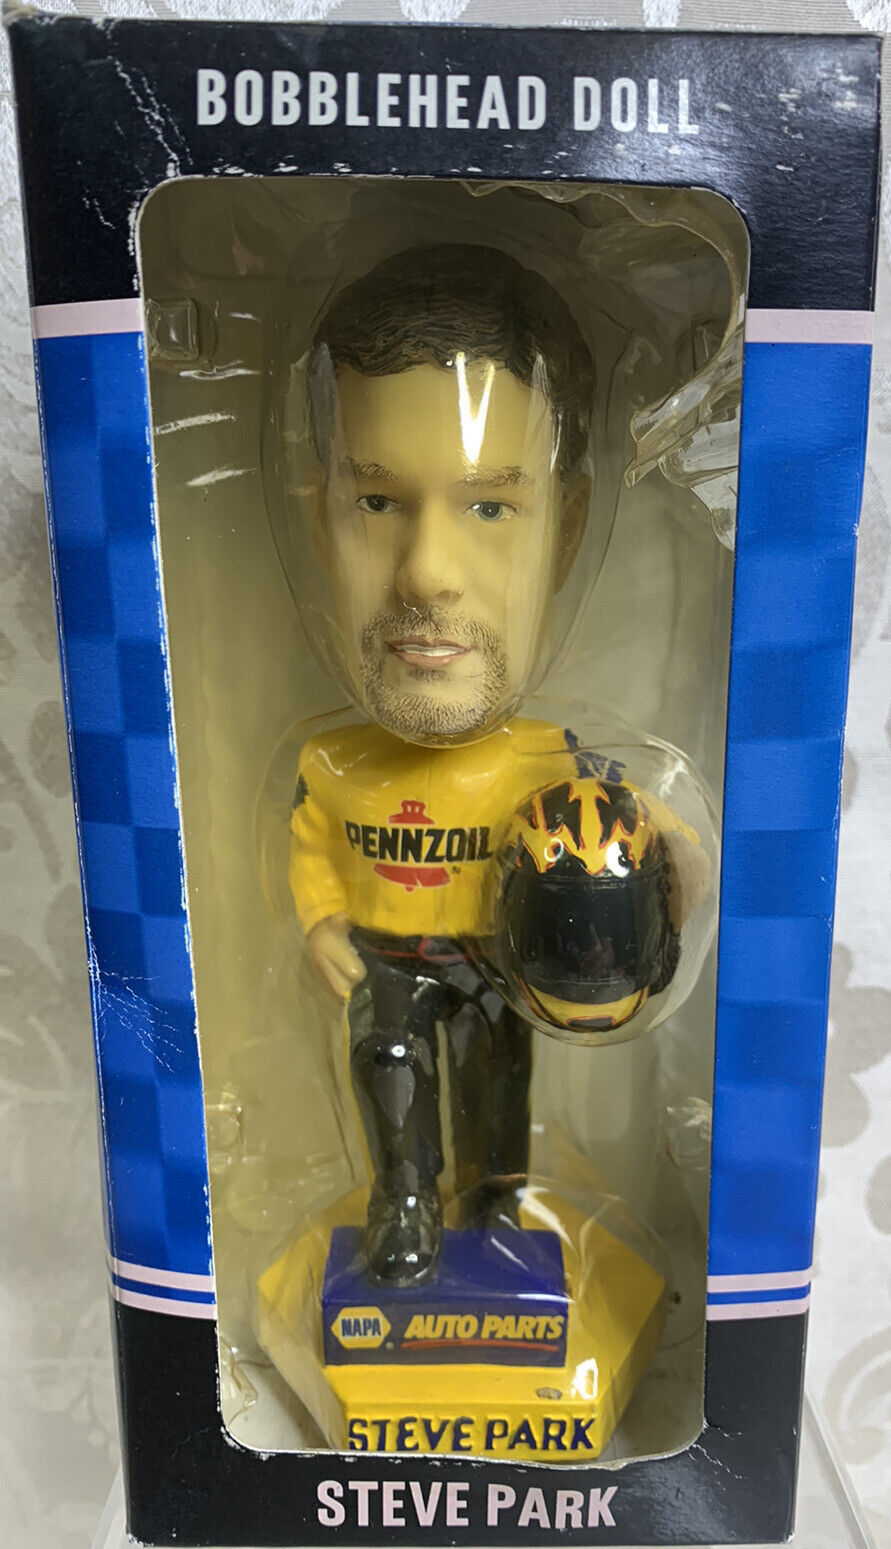 BOBBLEHEAD DOLL
PENNZOIL
NAPA AUTO PARTS
STEVE PARK
STEVE PARK